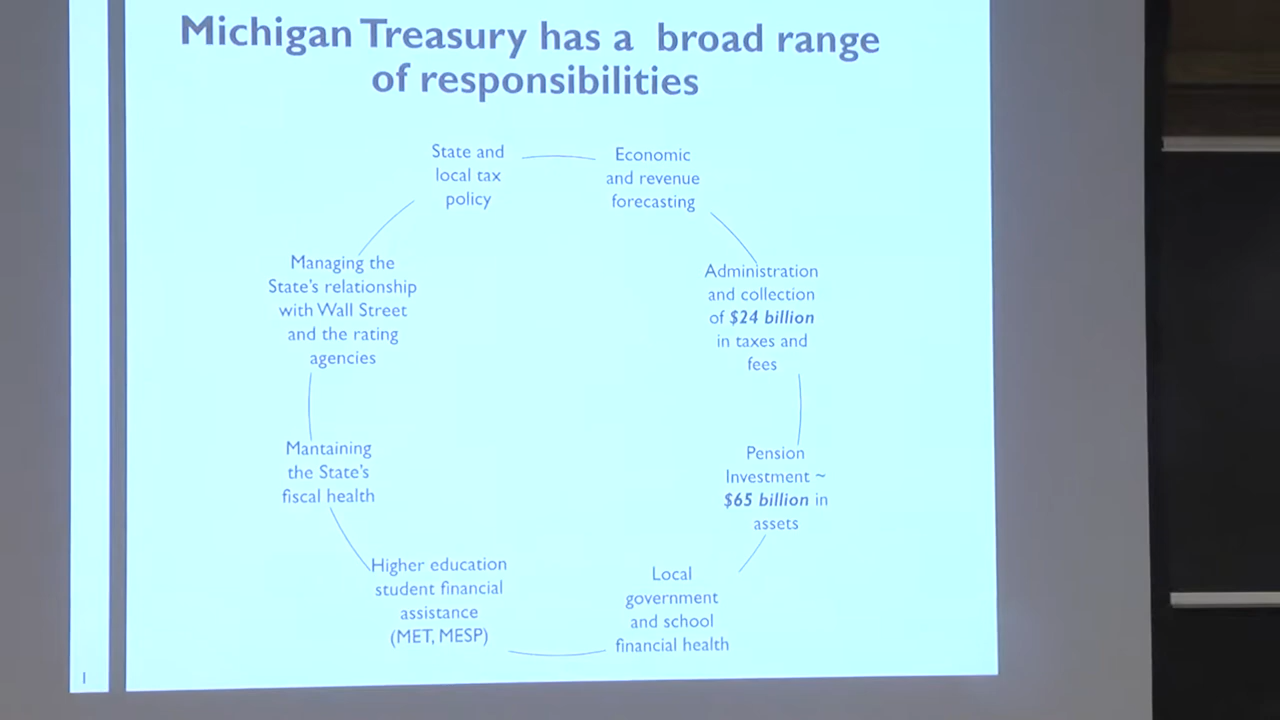 Michigan Treasury has a broad range
of responsibilities
State and
local tax
policy
Economic
and revenue
forecasting
Administration
and collection
of $24 billion
in taxes and
fees
Pension
Investment ~
$65 billion in
assets
Local
government
and school
financial health
Higher education
student financial
assistance
(MET, MESP)
Mantaining
the State's
fiscal health
Managing the
State's relationship
with Wall Street
and the rating
agencies
1